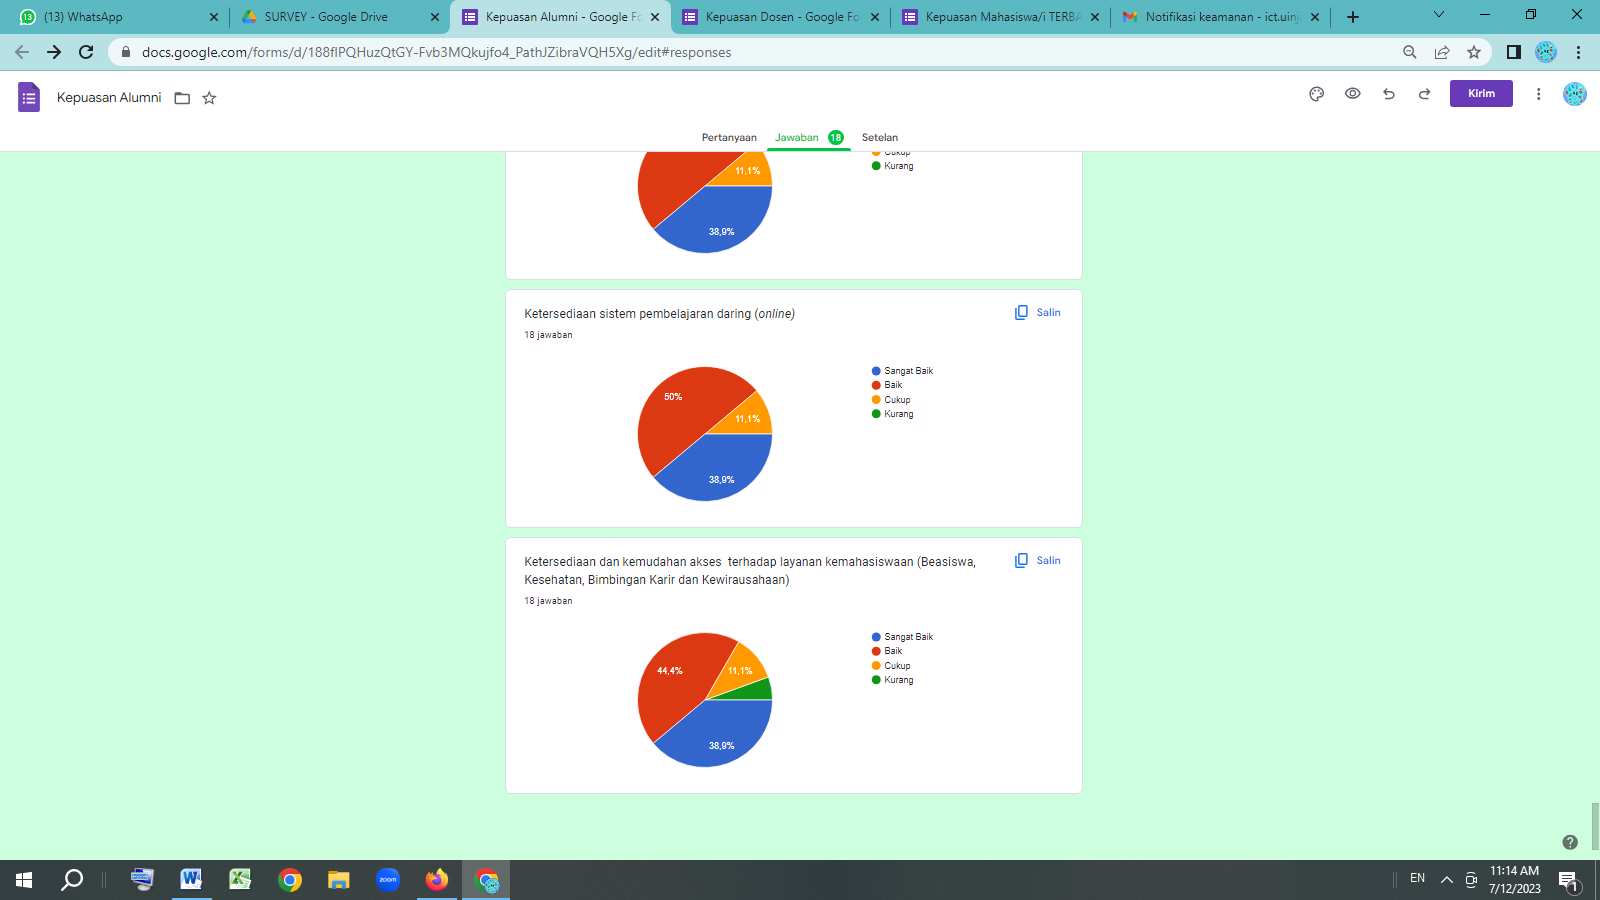 (13) WhatsApp
SURVEY - Google Drive
Kepuasan Alumni - Google Fo
Kepuasan Dosen - Google Fo
Kepuasan Mahasiswa/i TERBA
Notifikasi keamanan - ict.uinj
docs.google.com/forms/d/188flPQHuzQtGY-Fvb3MQkujfo4_PathJZibraVQH5Xg/edit#responses
Kepuasan Alumni
Kirim
Pertanyaan
Jawaban 18
Setelan
Cukup
Kurang
11,1%
38,9%
Ketersediaan sistem pembelajaran daring (online)
Salin
18 jawaban
Sangat Baik
Baik
Cukup
Kurang
50%
11,1%
38,9%
Ketersediaan dan kemudahan akses  terhadap layanan kemahasiswaan (Beasiswa,
Kesehatan, Bimbingan Karir dan Kewirausahaan)
Salin
18 jawaban
Sangat Baik
Baik
Cukup
Kurang
44,4%
11,1%
38,9%
zoom
EN
11:14 AM
7/12/2023
1